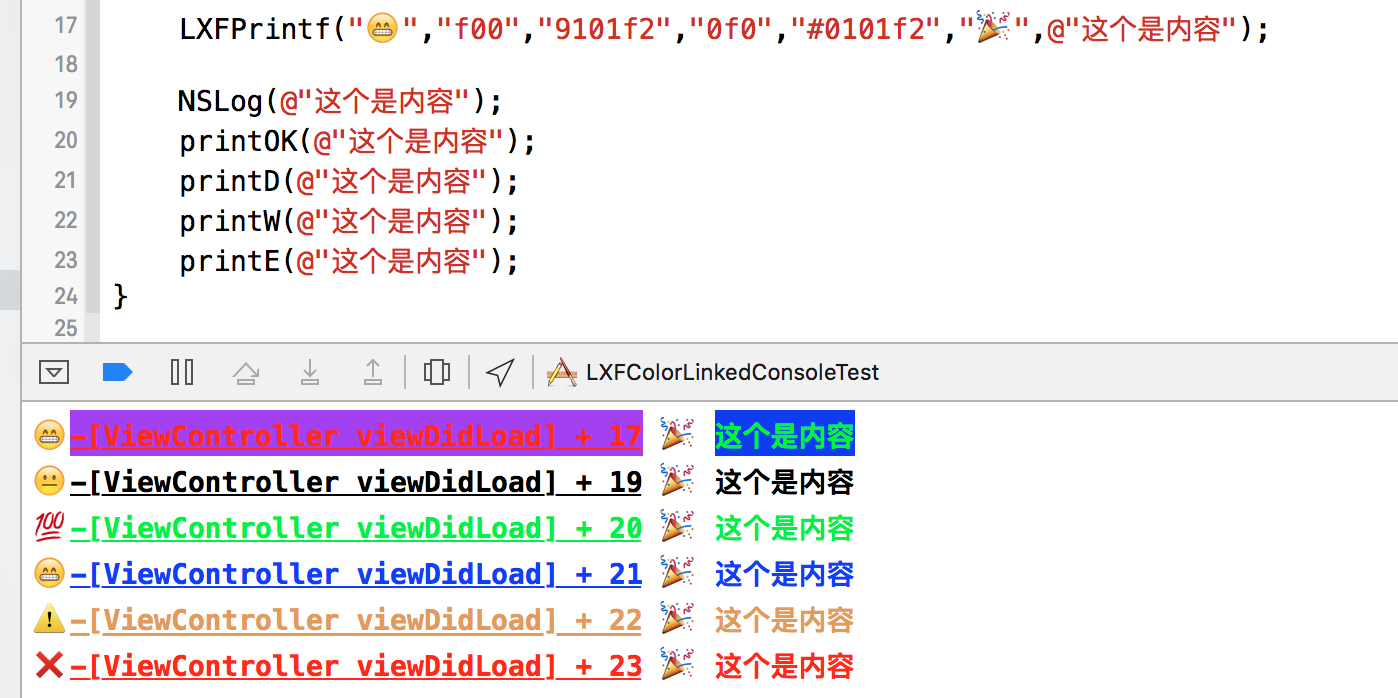 17 LXFPrintf("😁","f00","9101f2","0f0","#0101f2","🎉",@"这个是内容");
18
19 NSLog(@"这个是内容");
20 printOK(@"这个是内容");
21 printD(@"这个是内容");
22 printW(@"这个是内容");
23 printE(@"这个是内容");
24 }
25
LXFColorLinkedConsoleTest
😁-[ViewController viewDidLoad] + 17 🎉 这个是内容
😐-[ViewController viewDidLoad] + 19 🎉 这个是内容
💯-[ViewController viewDidLoad] + 20 🎉 这个是内容
😁-[ViewController viewDidLoad] + 21 🎉 这个是内容
⚠️-[ViewController viewDidLoad] + 22 🎉 这个是内容
❌-[ViewController viewDidLoad] + 23 🎉 这个是内容